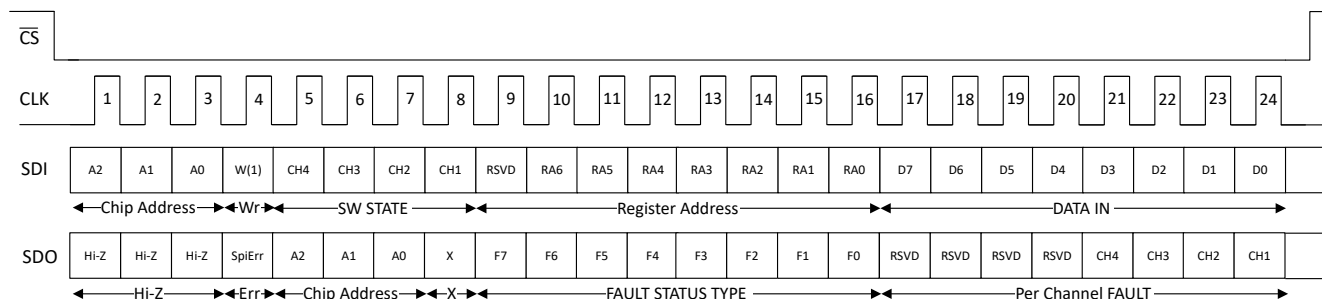 CS
CLK 1 2 3 4 5 6 7 8 9 10 11 12 13 14 15 16 17 18 19 20 21 22 23 24
SDI A2 A1 A0 W(1) CH4 CH3 CH2 CH1 RSVD RA6 RA5 RA4 RA3 RA2 RA1 RA0 D7 D6 D5 D4 D3 D2 D1 D0
Chip Address Wr SW STATE Register Address DATA IN
SDO Hi-Z Hi-Z Hi-Z SpiErr A2 A1 A0 X F7 F6 F5 F4 F3 F2 F1 F0 RSVD RSVD RSVD RSVD CH4 CH3 CH2 CH1
Hi-Z Err Chip Address X FAULT STATUS TYPE Per Channel FAULT